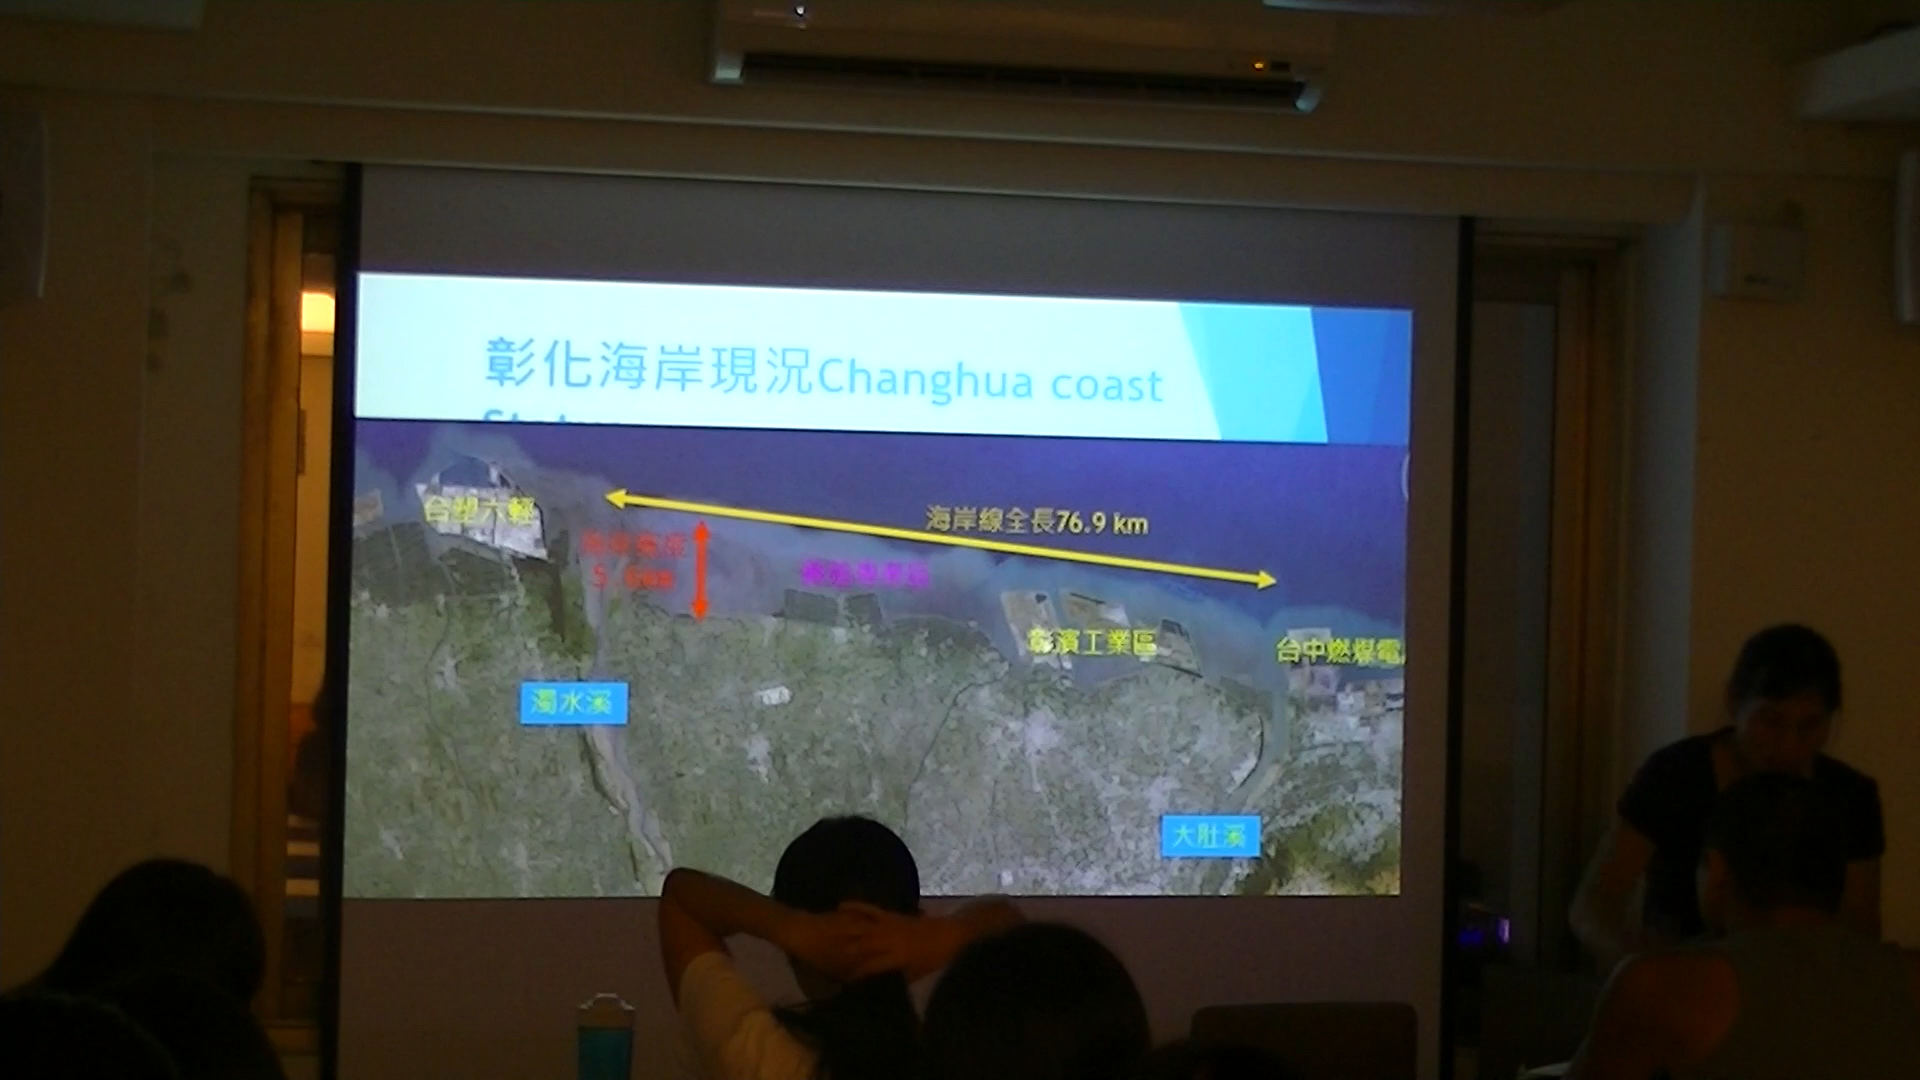 彰化海岸現況Changhua coast
海岸線全長76.9 km
台塑六輕
彰濱工業區
台中燃煤電
濁水溪
大肚溪